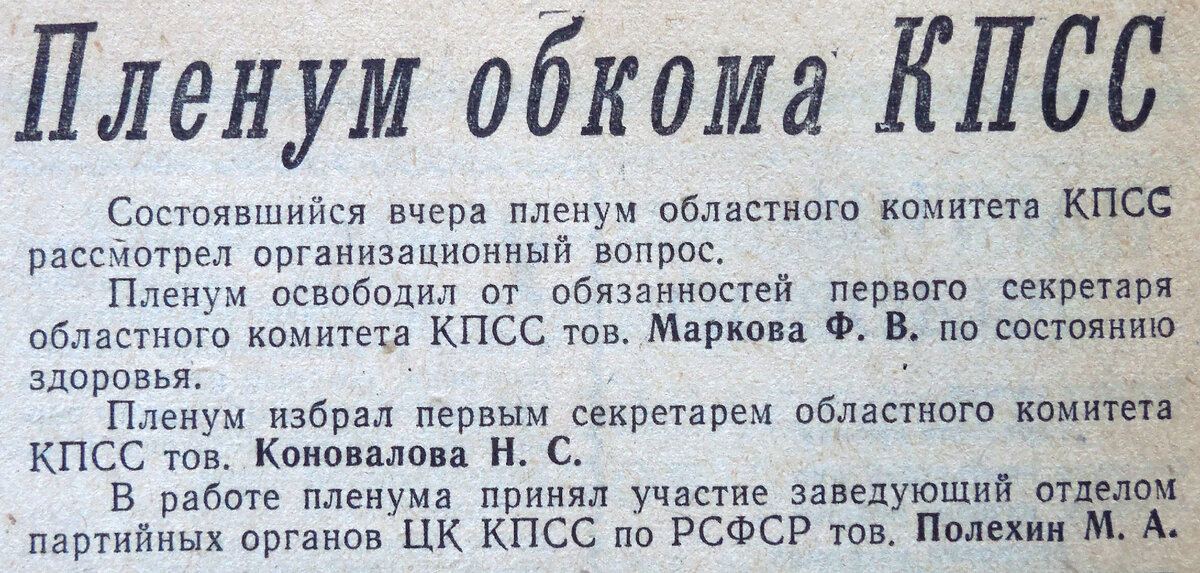 Пленум обкома КПСС
Состоявшийся вчера пленум областного комитета КПСС
рассмотрел организационный вопрос.
Пленум освободил от обязанностей первого секретаря
областного комитета КПСС тов. Маркова Ф. В. по состоянию
здоровья.
Пленум избрал первым секретарем областного комитета
КПСС тов. Коновалова Н. С.
В работе пленума принял участие заведующий отделом
партийных органов ЦК КПСС по РСФСР тов. Полехин М. А.